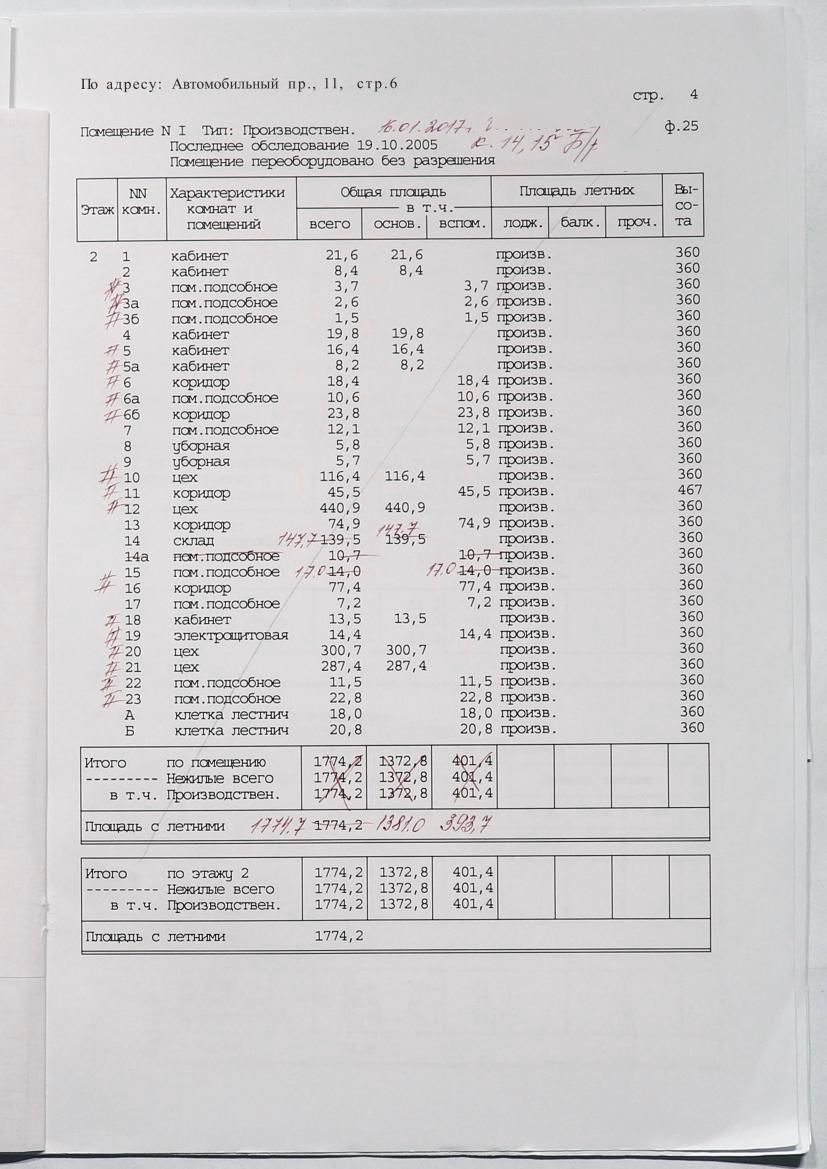 По адресу: Автомобильный пр., 11, стр.6
стр. 4
Помещение N I Тип: Производствен. 16.01.2017г. ф.25
Последнее обследование 19.10.2005 к. 14, 15 Б/р
Помещение переоборудовано без разрешения
Этаж NN комн. Характеристики комнат и помещений Общая площадь всего в т.ч. основ. вспом. Площадь летних лодж. балк. проч. Вы-со-та
2 1 кабинет 21,6 21,6 произв. 360
2 кабинет 8,4 8,4 произв. 360
# 3 пом.подсобное 3,7 3,7 произв. 360
# 3а пом.подсобное 2,6 2,6 произв. 360
# 3б пом.подсобное 1,5 1,5 произв. 360
4 кабинет 19,8 19,8 произв. 360
# 5 кабинет 16,4 16,4 произв. 360
# 5а кабинет 8,2 8,2 произв. 360
# 6 коридор 18,4 18,4 произв. 360
# 6а пом.подсобное 10,6 10,6 произв. 360
# 6б коридор 23,8 23,8 произв. 360
7 пом.подсобное 12,1 12,1 произв. 360
8 уборная 5,8 5,8 произв. 360
9 уборная 5,7 5,7 произв. 360
# 10 цех 116,4 116,4 произв. 360
# 11 коридор 45,5 45,5 произв. 467
# 12 цех 440,9 440,9 произв. 360
13 коридор 74,9 74,9 произв. 360
14 склад 147,7 139,5 147,7 139,5 произв. 360
14а пом.подсобное 10,7 10,7 произв. 360
# 15 пом.подсобное 17.0 14,0 17.0 14,0 произв. 360
# 16 коридор 77,4 77,4 произв. 360
17 пом.подсобное 7,2 7,2 произв. 360
# 18 кабинет 13,5 13,5 произв. 360
# 19 электрощитовая 14,4 14,4 произв. 360
# 20 цех 300,7 300,7 произв. 360
# 21 цех 287,4 287,4 произв. 360
# 22 пом.подсобное 11,5 11,5 произв. 360
# 23 пом.подсобное 22,8 22,8 произв. 360
А клетка лестнич 18,0 18,0 произв. 360
Б клетка лестнич 20,8 20,8 произв. 360
Итого по помещению 1774,2 1372,8 401,4
--------- Нежилые всего 1774,2 1372,8 401,4
в т.ч. Производствен. 1774,2 1372,8 401,4
Площадь с летними 1774,7 1774,2 1381.0 393,7
Итого по этажу 2 1774,2 1372,8 401,4
--------- Нежилые всего 1774,2 1372,8 401,4
в т.ч. Производствен. 1774,2 1372,8 401,4
Площадь с летними 1774,2